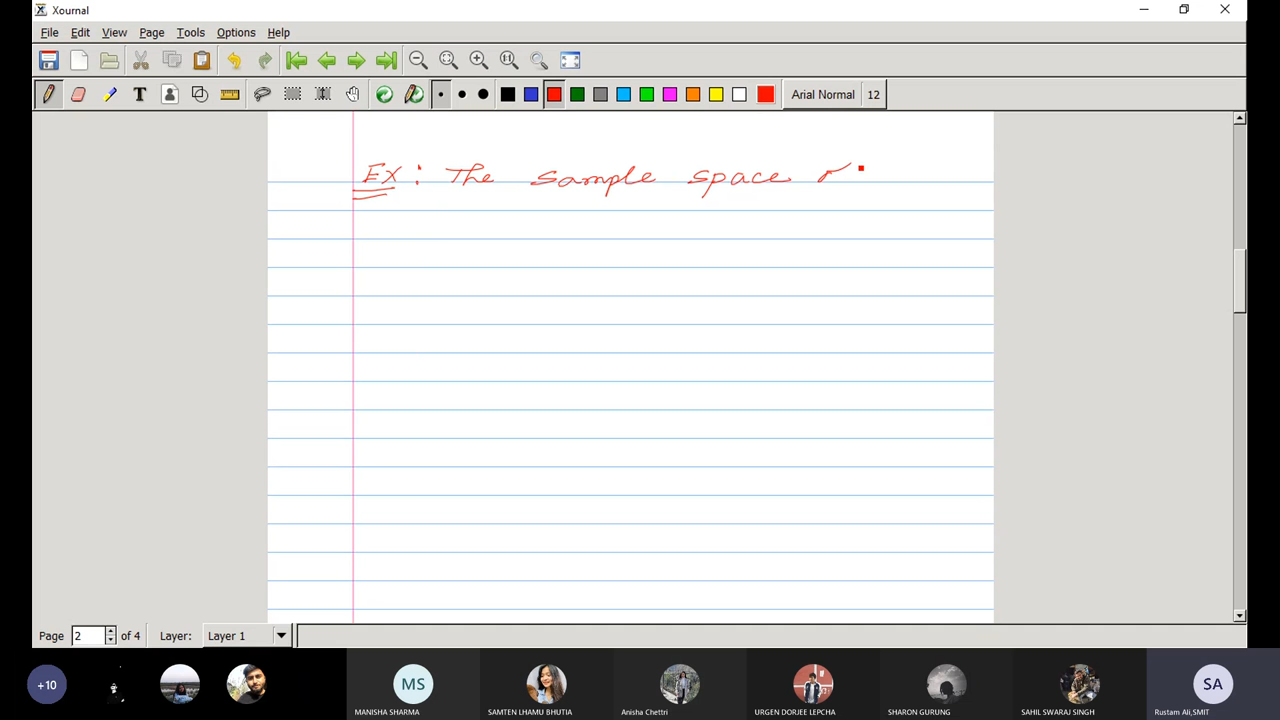 Xournal
File Edit View Page Tools Options Help
Arial Normal 12
EX : The sample space
Page 2 of 4 Layer: Layer 1
+10 MS SA
MANISHA SHARMA SAMTEN LHAMU BHUTIA Anisha Chettri URGEN DORJEE LEPCHA SHARON GURUNG SAHIL SWARAJ SINGH Rustam Ali,SMIT